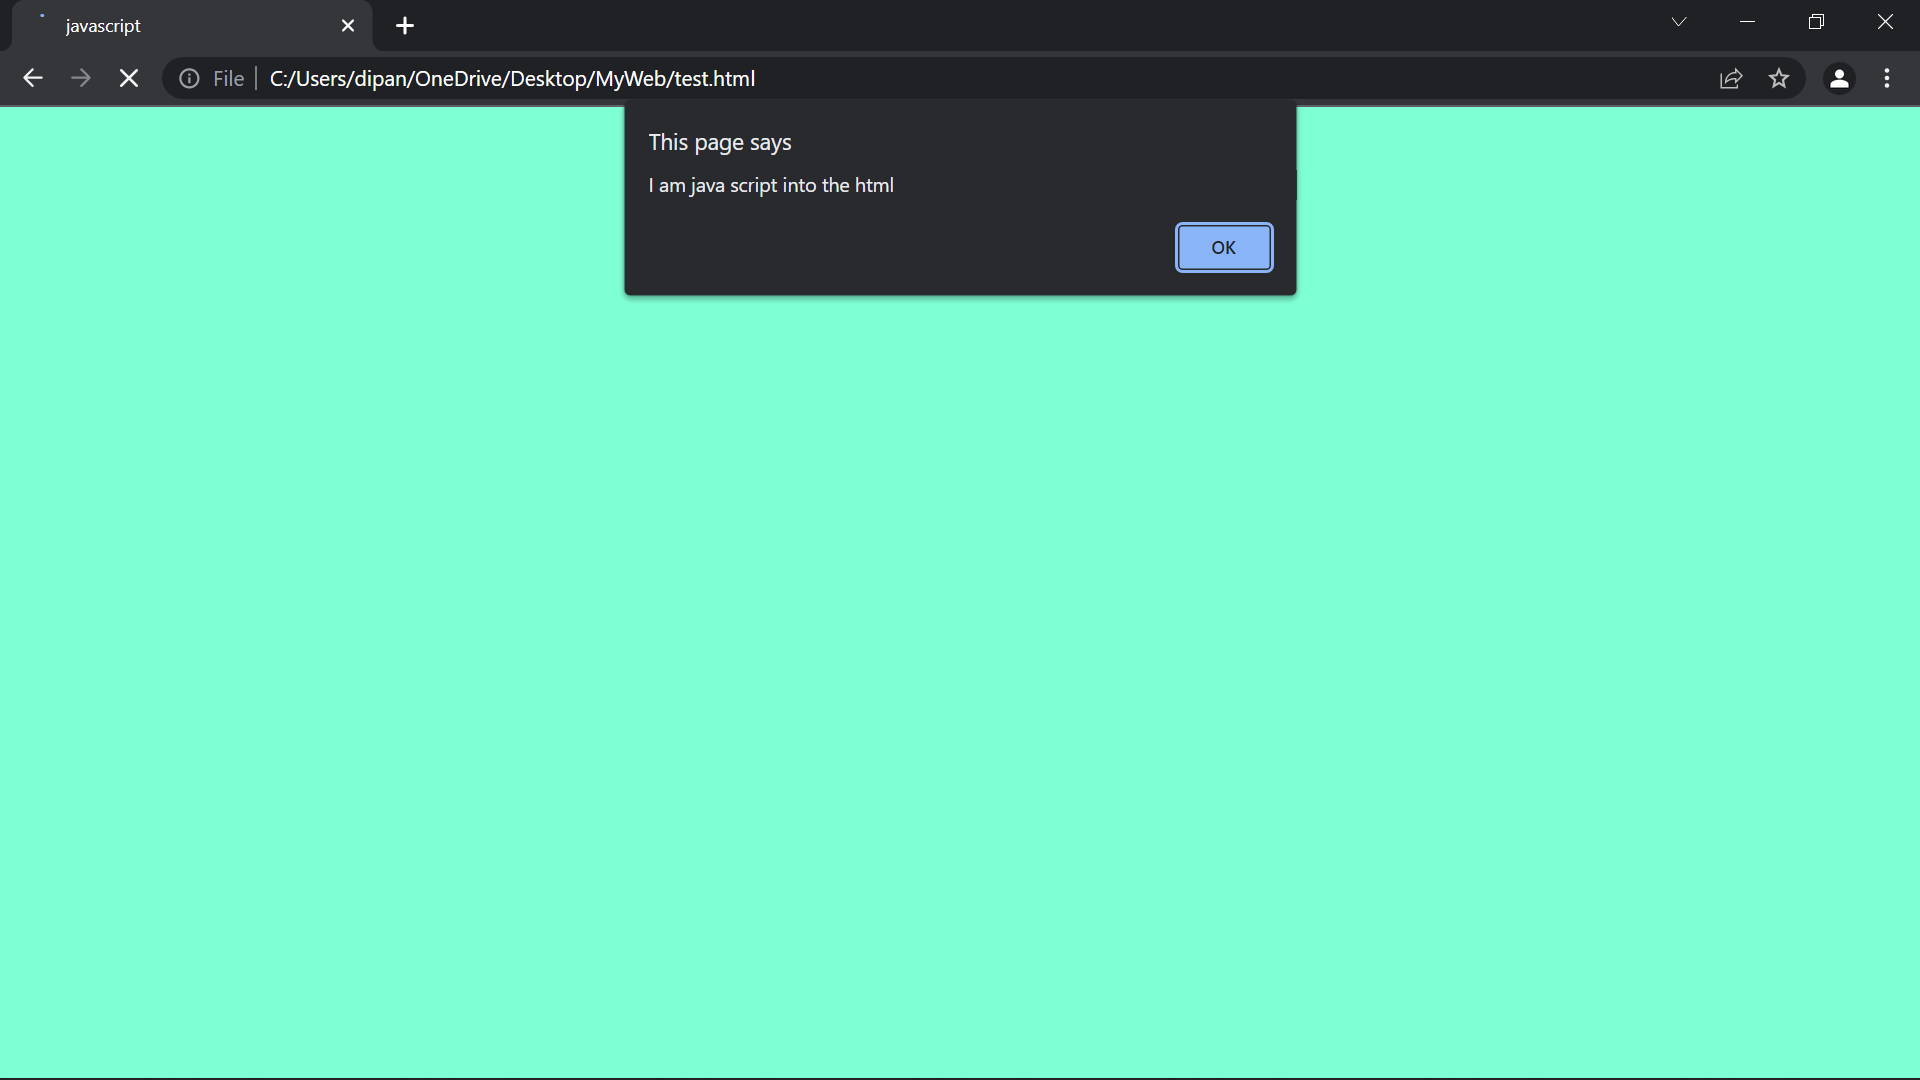 javascript
File C:/Users/dipan/OneDrive/Desktop/MyWeb/test.html
This page says
I am java script into the html
OK